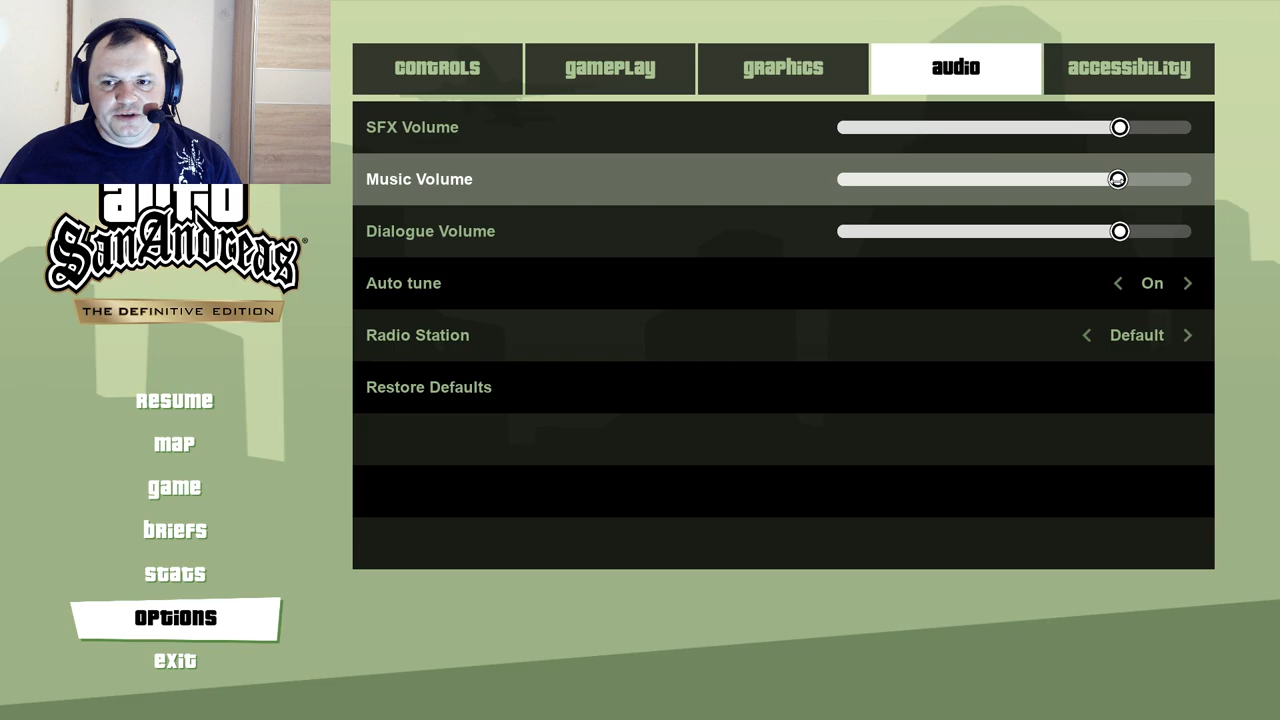 CONTROLS
GAMEPLAY
GRAPHICS
AUDIO
ACCESSIBILITY
SFX Volume
Music Volume
Dialogue Volume
Auto tune
On
Radio Station
Default
Restore Defaults
auto
San Andreas
THE DEFINITIVE EDITION
RESUME
MAP
GAME
BRIEFS
STATS
OPTIONS
EXIT